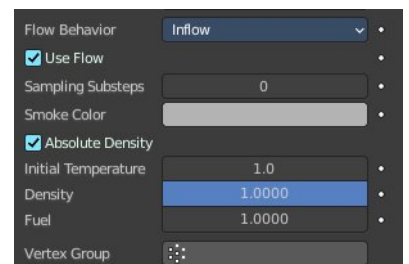 Flow Behavior Inflow
Use Flow
Sampling Substeps 0
Smoke Color
Absolute Density
Initial Temperature 1.0
Density 1.0000
Fuel 1.0000
Vertex Group